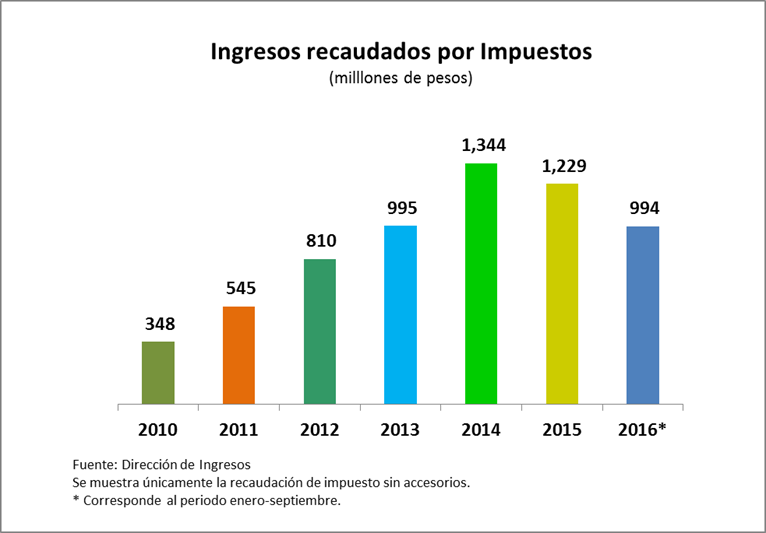 Ingresos recaudados por Impuestos
(milllones de pesos)
1,344
1,229
995
994
810
545
348
2010 2011 2012 2013 2014 2015 2016*
Fuente: Dirección de Ingresos
Se muestra únicamente la recaudación de impuesto sin accesorios.
* Corresponde al periodo enero-septiembre.